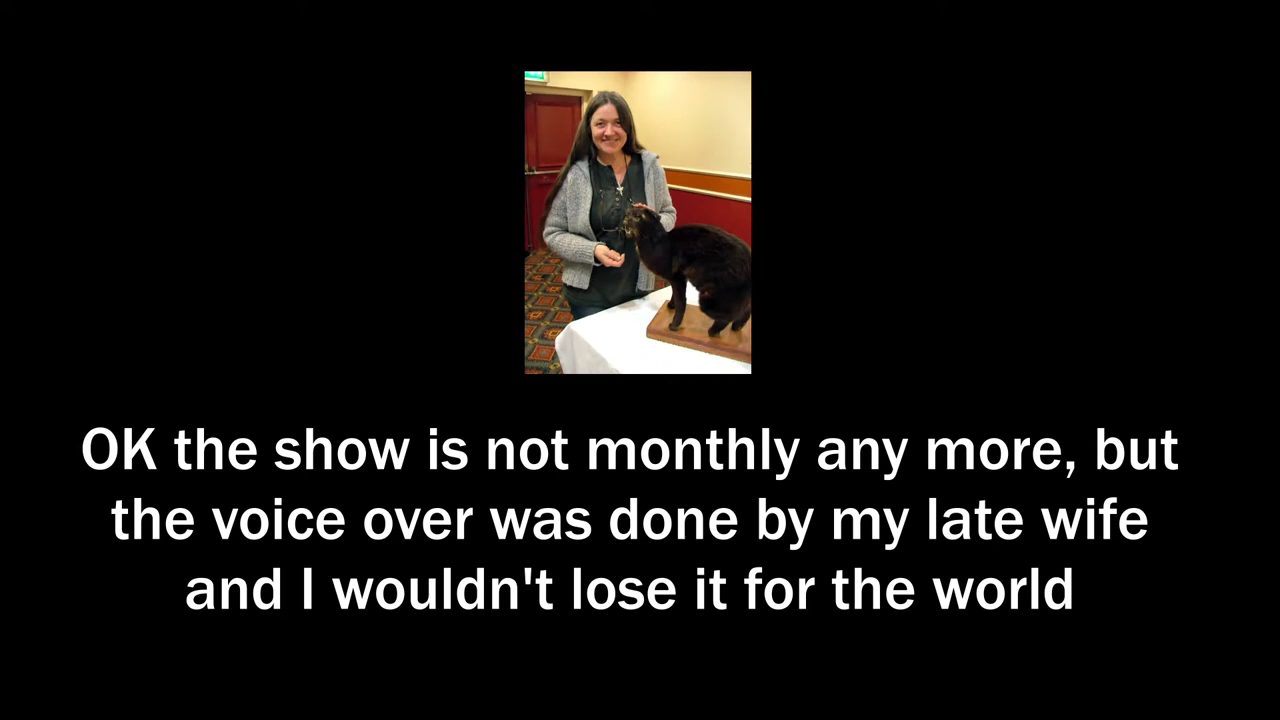 OK the show is not monthly any more, but
the voice over was done by my late wife
and I wouldn't lose it for the world